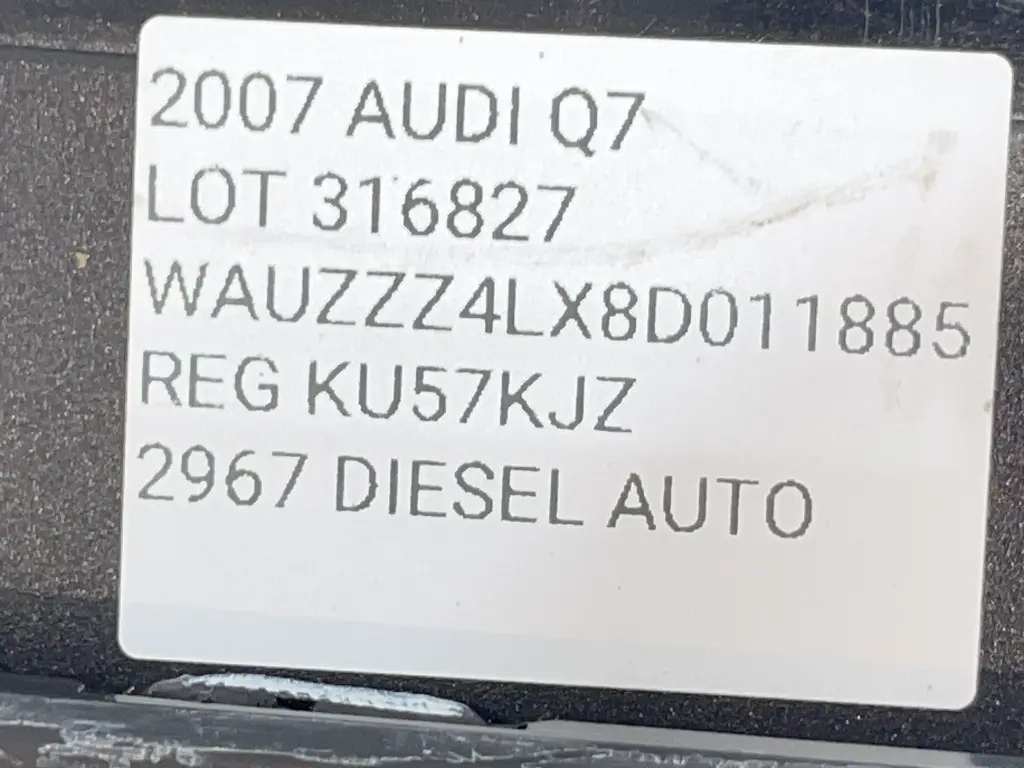 2007 AUDI Q7
LOT 316827
WAUZZZ4LX8D011885
REG KU57KJZ
2967 DIESEL AUTO